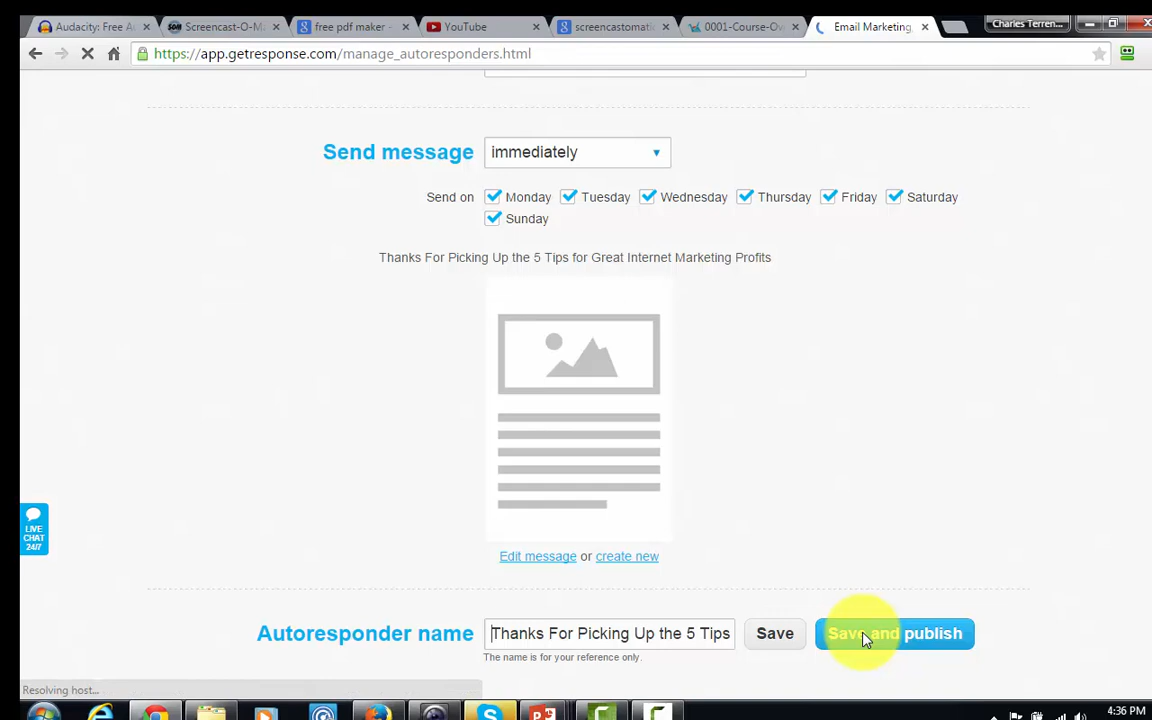 Audacity: Free Au
Screencast-O-Ma
free pdf maker -
YouTube
screencastomatic
0001-Course-Ov
Email Marketing,
Charles Terren...
https://app.getresponse.com/manage_autoresponders.html
Send message
immediately
Send on
Monday
Tuesday
Wednesday
Thursday
Friday
Saturday
Sunday
Thanks For Picking Up the 5 Tips for Great Internet Marketing Profits
LIVE
CHAT
24/7
Edit message or create new
Autoresponder name
Thanks For Picking Up the 5 Tips
Save
Save and publish
The name is for your reference only.
Resolving host...
4:36 PM